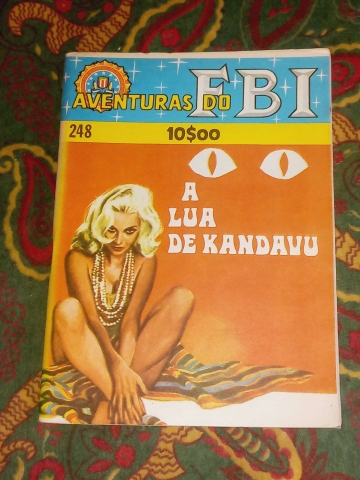 AVENTURAS DO FBI
248
10$00
A
LUA
DE KANDAVU